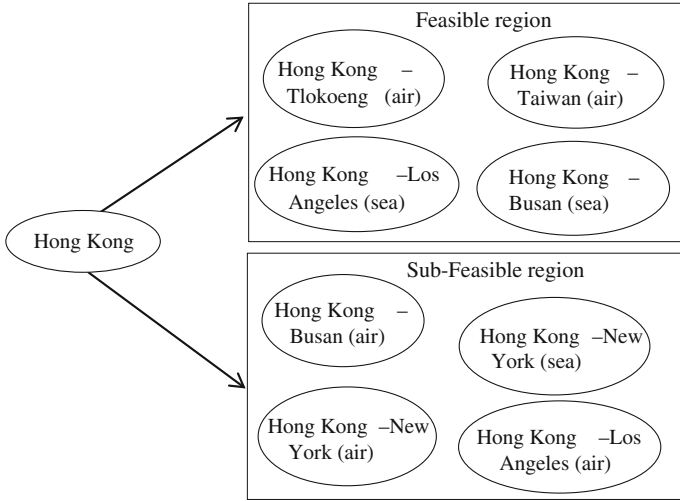 Feasible region
Hong Kong –
Tlokoeng (air)
Hong Kong –
Taiwan (air)
Hong Kong –Los
Angeles (sea)
Hong Kong –
Busan (sea)
Hong Kong
Sub-Feasible region
Hong Kong –
Busan (air)
Hong Kong –New
York (sea)
Hong Kong –New
York (air)
Hong Kong –Los
Angeles (air)